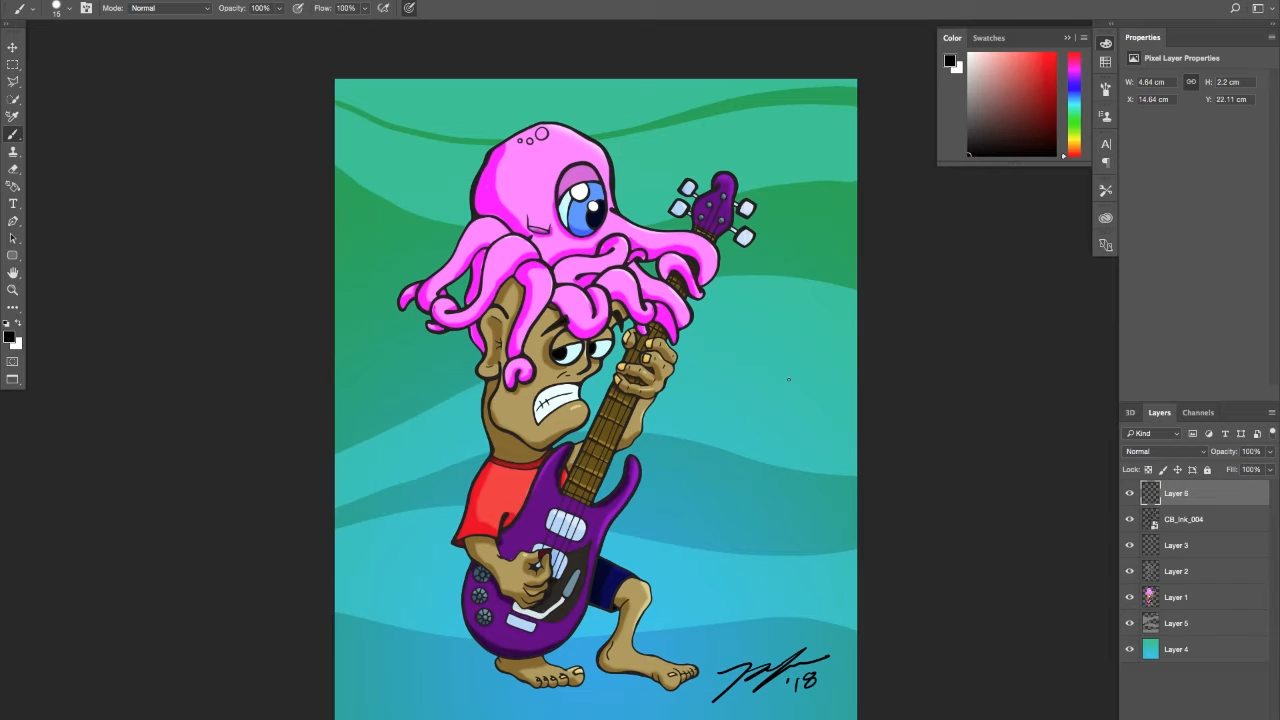 15
Mode: Normal
Opacity: 100%
Flow: 100%
Color
Swatches
Properties
Pixel Layer Properties
W: 4.64 cm
H: 2.2 cm
X: 14.64 cm
Y: 22.11 cm
3D
Layers
Channels
Kind
Normal
Opacity: 100%
Lock:
Fill: 100%
Layer 6
CB_Ink_004
Layer 3
Layer 2
Layer 1
Layer 5
Layer 4
'18